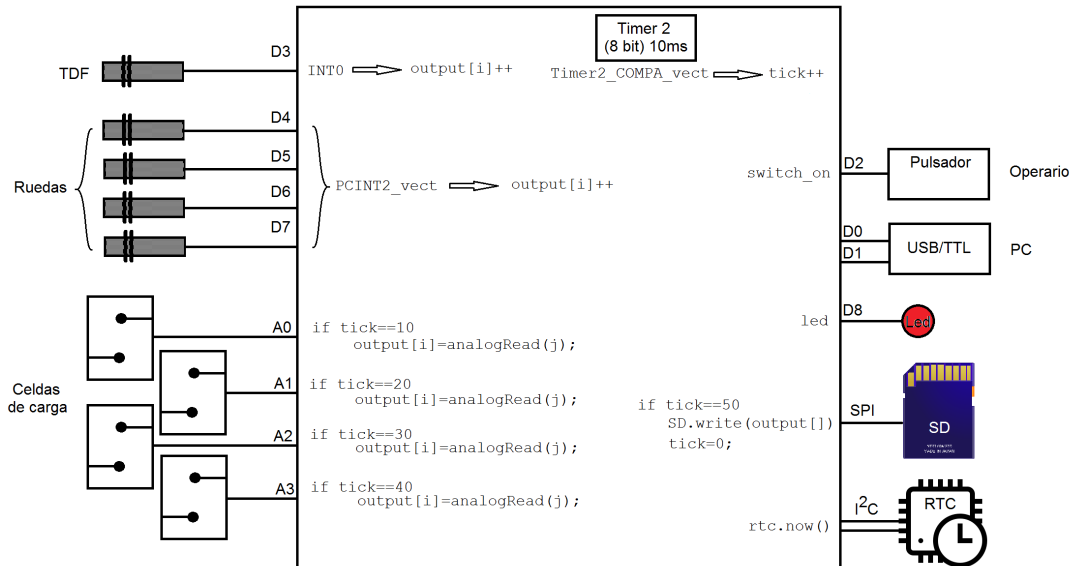 Timer 2
(8 bit) 10ms
TDF
D3
INT0
output[i]++
Timer2_COMPA_vect
tick++
Ruedas
D4
D5
D6
D7
PCINT2_vect
output[i]++
switch_on
D2
Pulsador
Operario
D0
D1
USB/TTL
PC
led
D8
Led
Celdas
de carga
A0
if tick==10
output[i]=analogRead(j);
A1
if tick==20
output[i]=analogRead(j);
A2
if tick==30
output[i]=analogRead(j);
A3
if tick==40
output[i]=analogRead(j);
if tick==50
SD.write(output[])
tick=0;
SPI
SD
rtc.now()
I²C
RTC